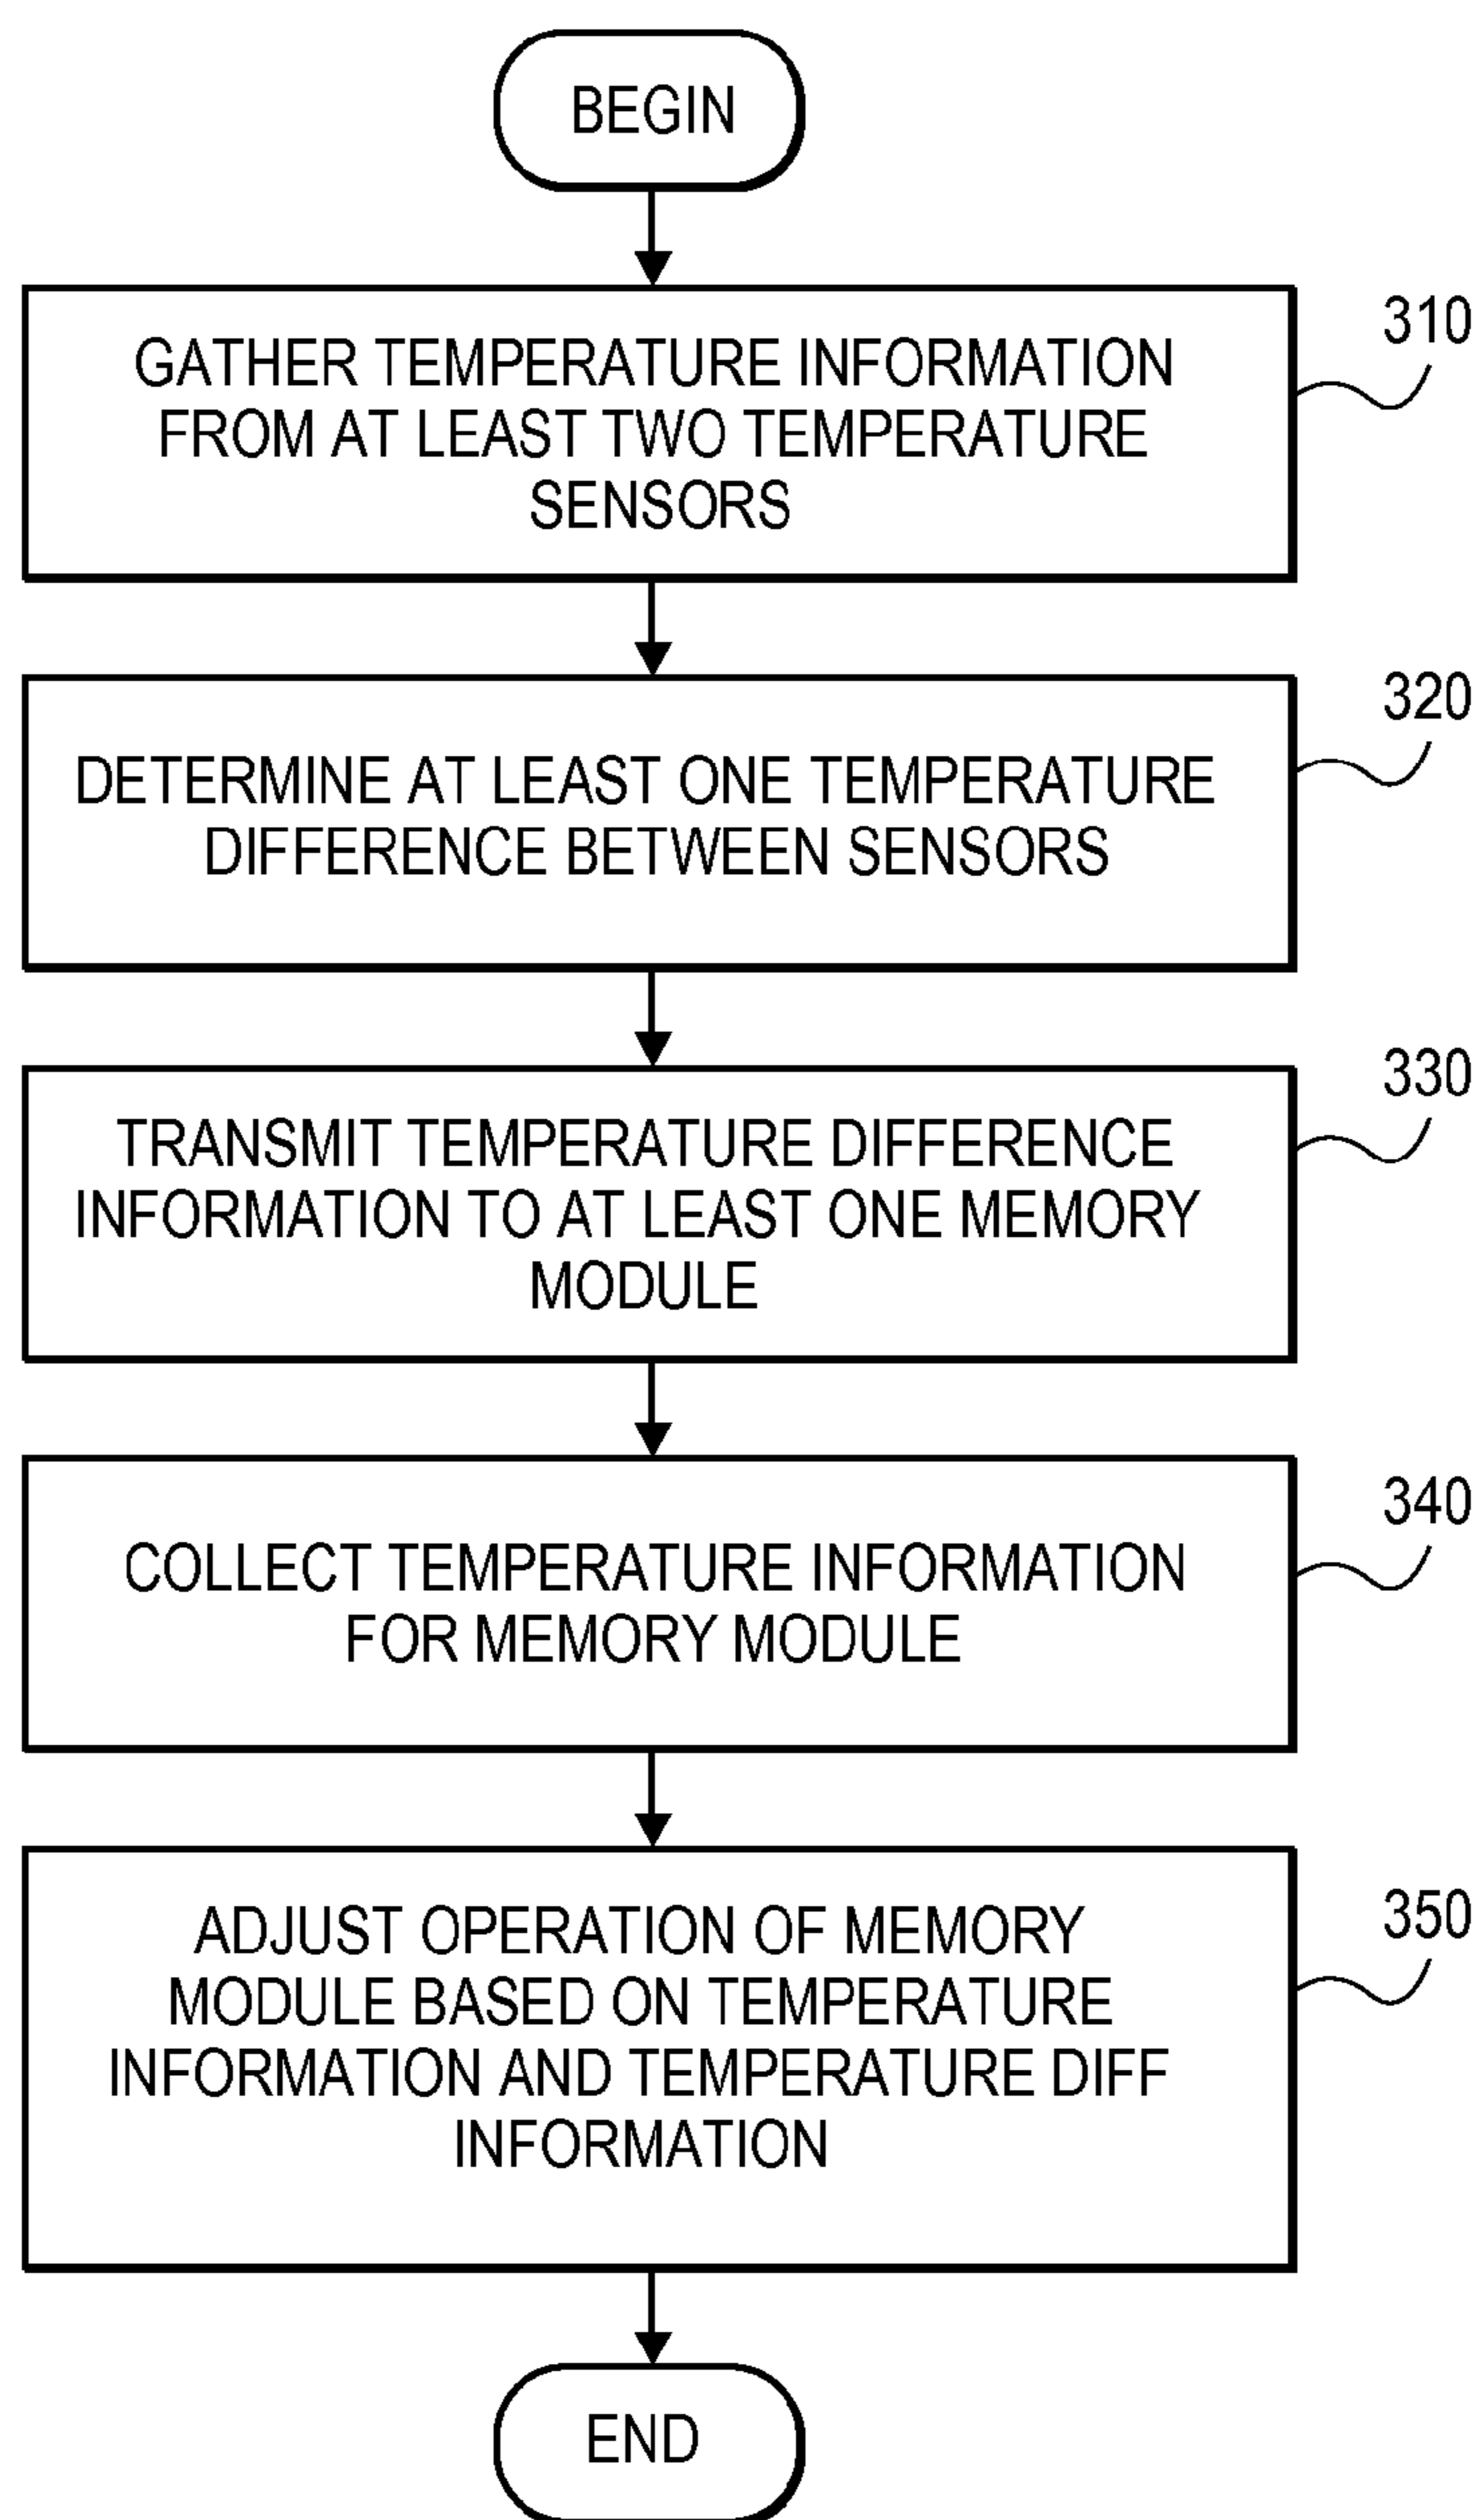 BEGIN
GATHER TEMPERATURE INFORMATION
FROM AT LEAST TWO TEMPERATURE
SENSORS
310
DETERMINE AT LEAST ONE TEMPERATURE
DIFFERENCE BETWEEN SENSORS
320
TRANSMIT TEMPERATURE DIFFERENCE
INFORMATION TO AT LEAST ONE MEMORY
MODULE
330
COLLECT TEMPERATURE INFORMATION
FOR MEMORY MODULE
340
ADJUST OPERATION OF MEMORY
MODULE BASED ON TEMPERATURE
INFORMATION AND TEMPERATURE DIFF
INFORMATION
350
END